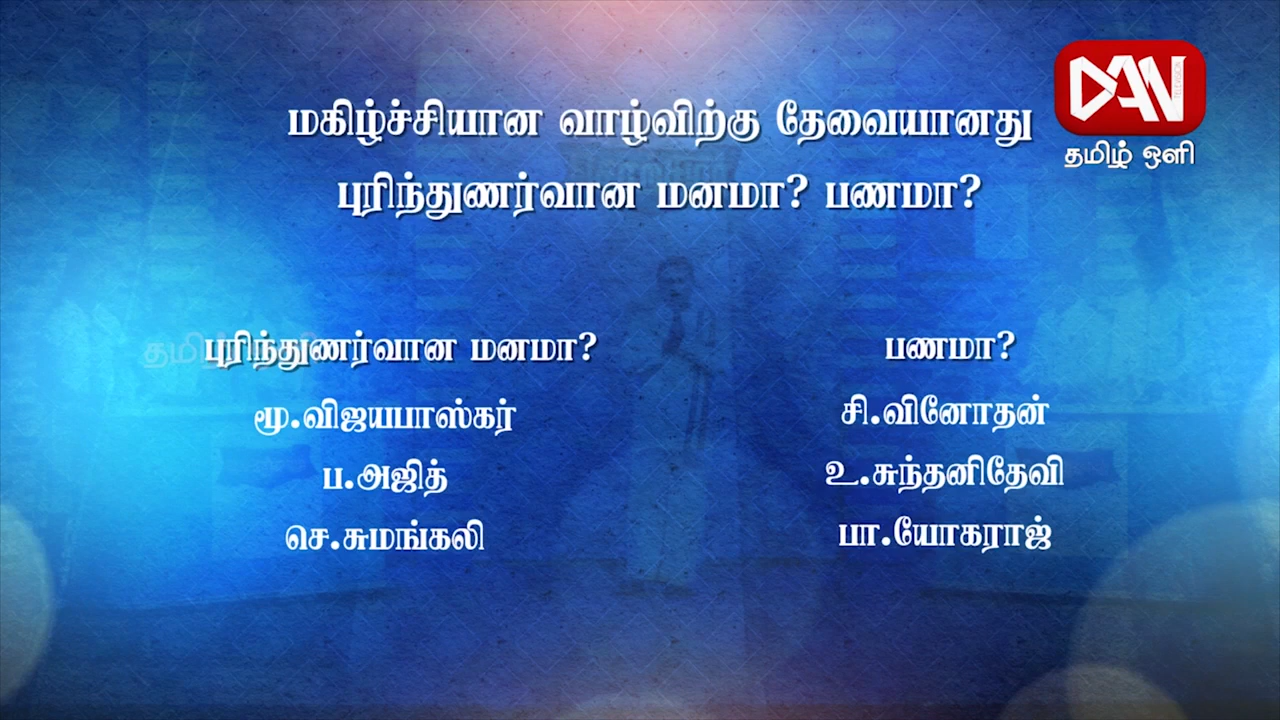 மகிழ்ச்சியான வாழ்விற்கு தேவையானது
புரிந்துணர்வான மனமா? பணமா?
DAN
TELEVISION
தமிழ் ஒளி
புரிந்துணர்வான மனமா?
மூ.விஜயபாஸ்கர்
ப.அஜித்
செ.சுமங்கலி
பணமா?
சி.வினோதன்
உ.சுந்தனிதேவி
பா.யோகராஜ்